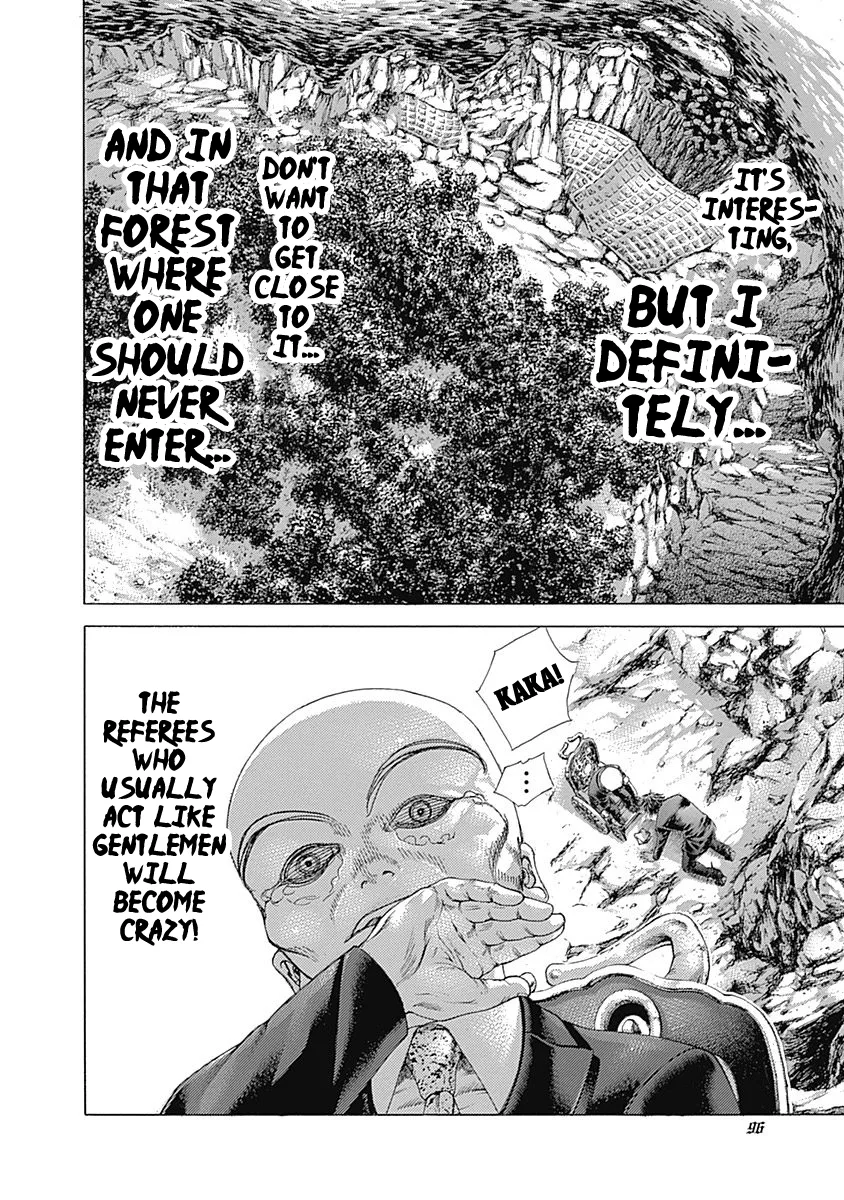 IT'S
INTERES-
TING,
BUT I
DEFINI-
TELY...
DON'T
WANT
TO
GET
CLOSE
TO
IT...
AND IN
THAT
FOREST
WHERE
ONE
SHOULD
NEVER
ENTER...
KAKA!
...
THE
REFEREES
WHO
USUALLY
ACT LIKE
GENTLEMEN
WILL
BECOME
CRAZY!
96